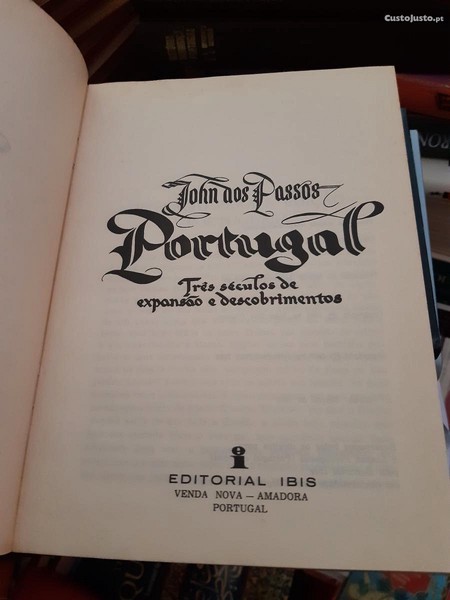 CustoJusto.pt
John dos Passos
Portugal
Três séculos de
expansão e descobrimentos
EDITORIAL IBIS
VENDA NOVA — AMADORA
PORTUGAL